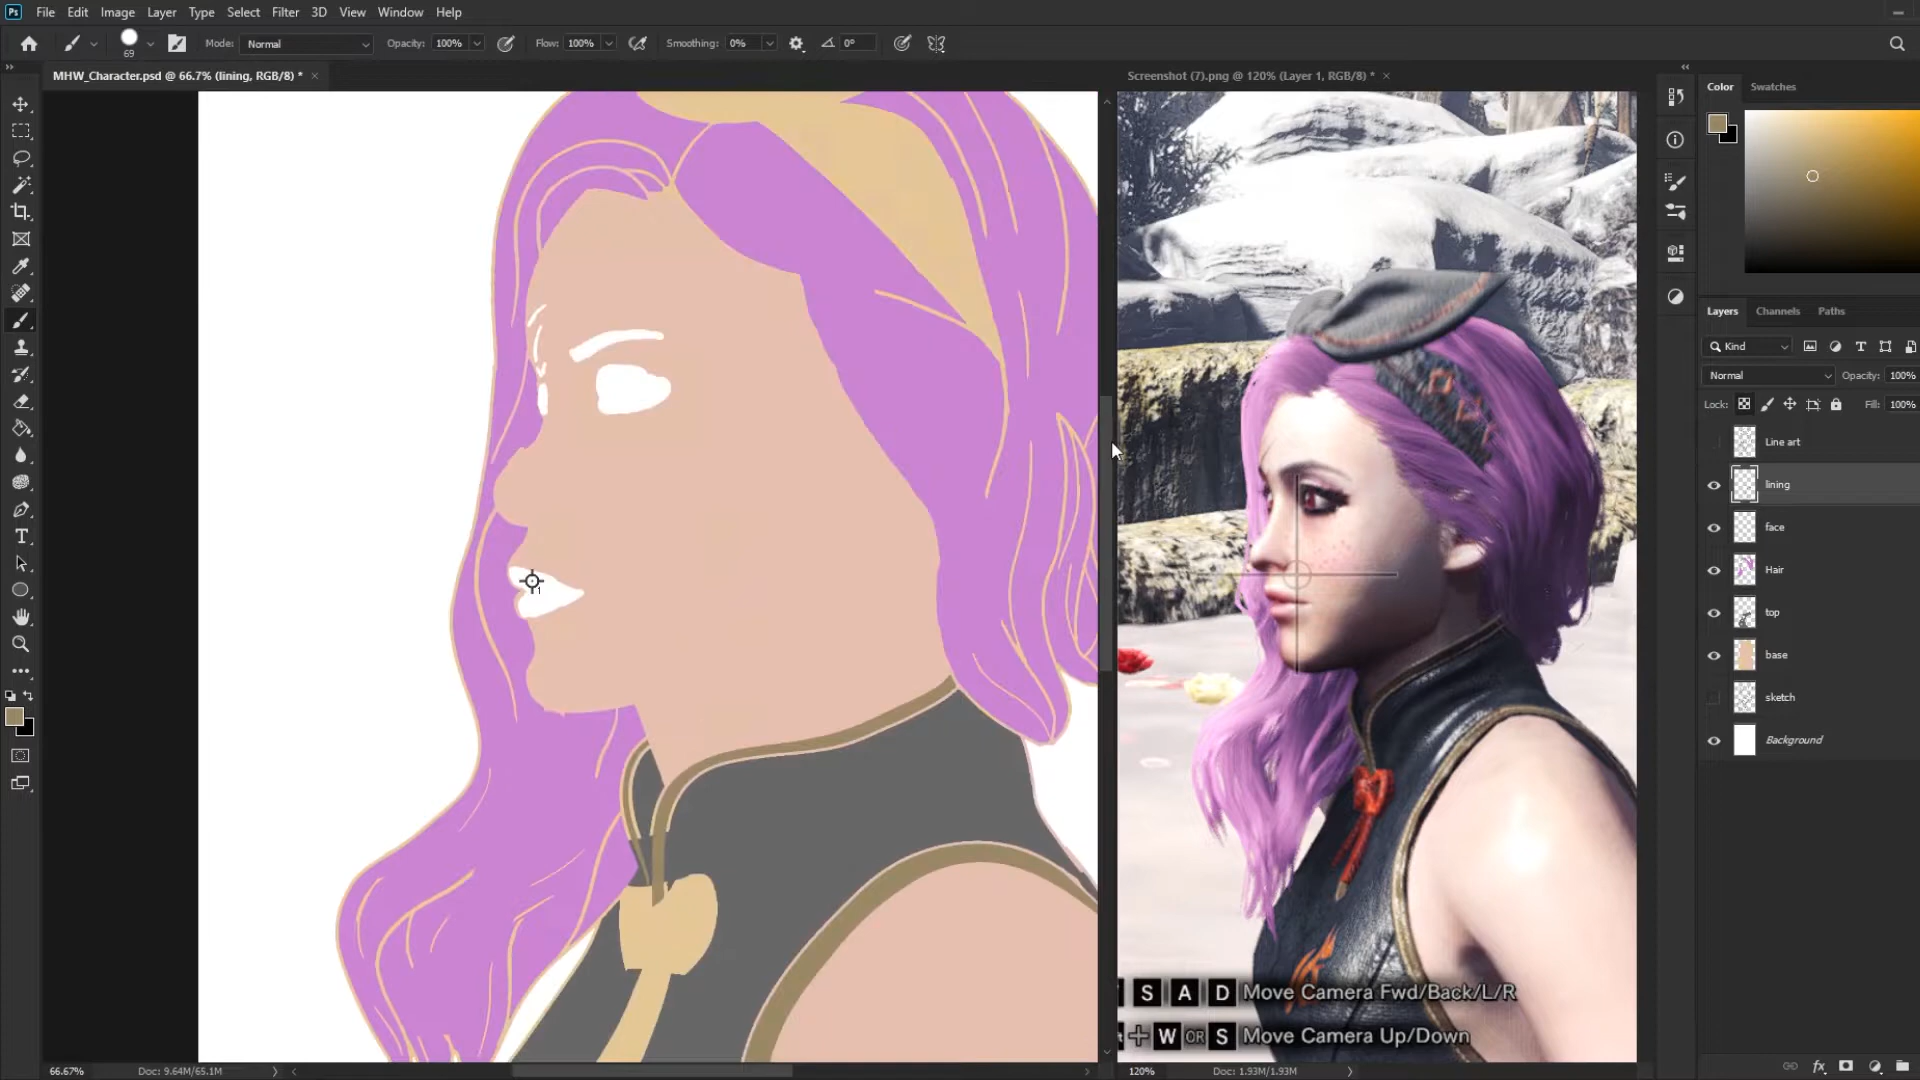 Ps File Edit Image Layer Type Select Filter 3D View Window Help
69 Mode: Normal Opacity: 100% Flow: 100% Smoothing: 0% 0°
MHW_Character.psd @ 66.7% (lining, RGB/8) * ×
Screenshot (7).png @ 120% (Layer 1, RGB/8) * ×
Color Swatches
Layers Channels Paths
Kind
Normal Opacity: 100%
Lock: Fill: 100%
Line art
lining
face
Hair
top
base
sketch
Background
S A D Move Camera Fwd/Back/L/R
+ W OR S Move Camera Up/Down
66.67% Doc: 9.64M/65.1M
120% Doc: 1.93M/1.93M
fx